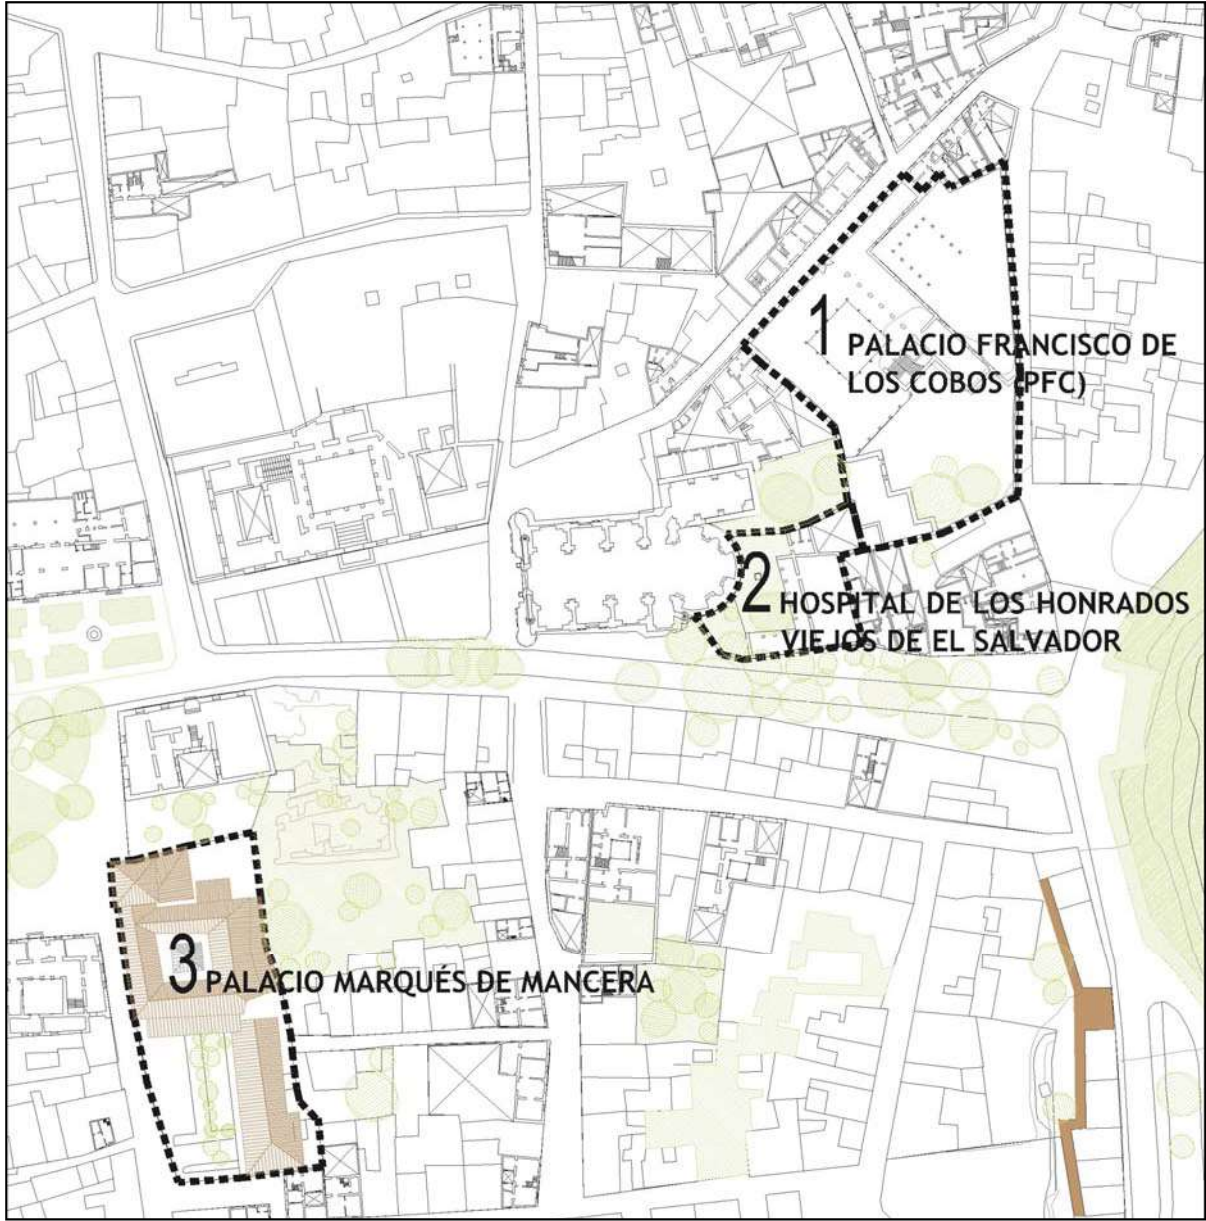 1 PALACIO FRANCISCO DE
LOS COBOS (PFC)
2 HOSPITAL DE LOS HONRADOS
VIEJOS DE EL SALVADOR
3 PALACIO MARQUÉS DE MANCERA